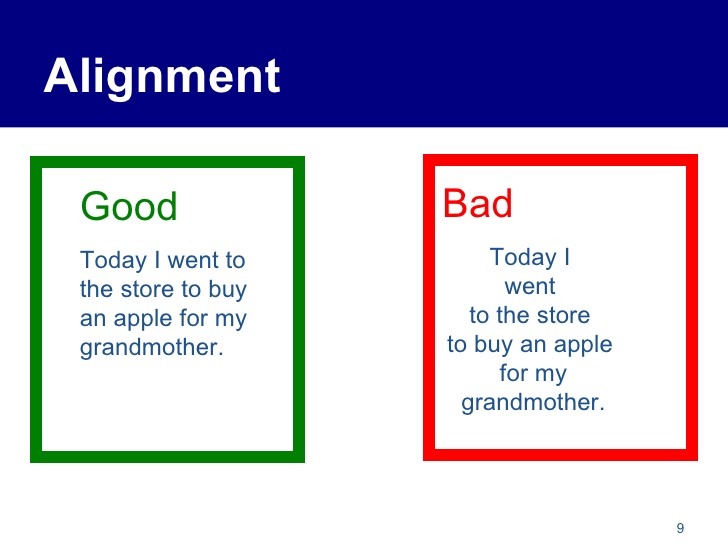 Alignment
Good
Today I went to
the store to buy
an apple for my
grandmother.
Bad
Today I
went
to the store
to buy an apple
for my
grandmother.
9